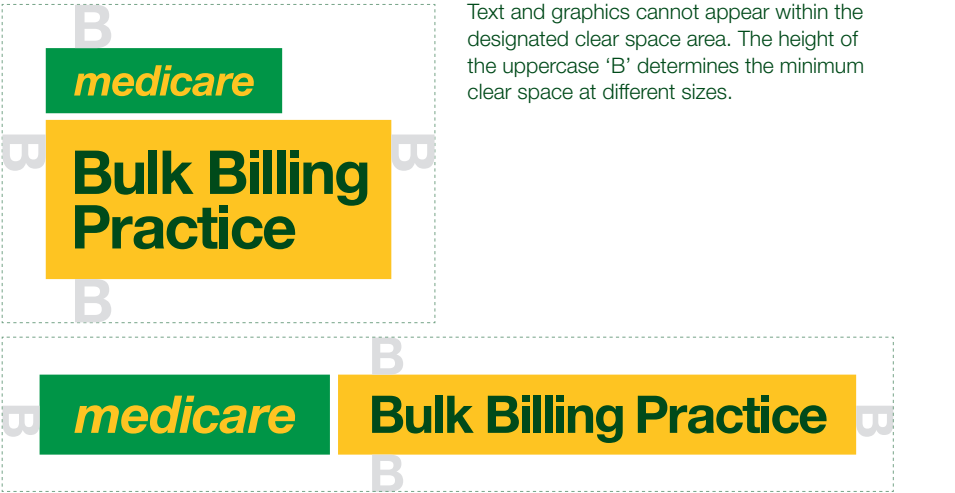 Text and graphics cannot appear within the
designated clear space area. The height of
the uppercase ‘B’ determines the minimum
clear space at different sizes.
B
medicare
B
B
Bulk Billing
Practice
B
B
B
medicare
Bulk Billing Practice
B
B